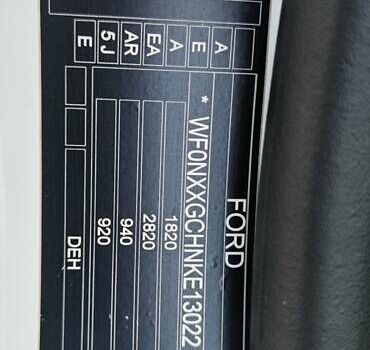 FORD
* WF0NXXGCHNKE13022
1820
2820
940
920
DEH
A
E
A
EA
AR
5J
E